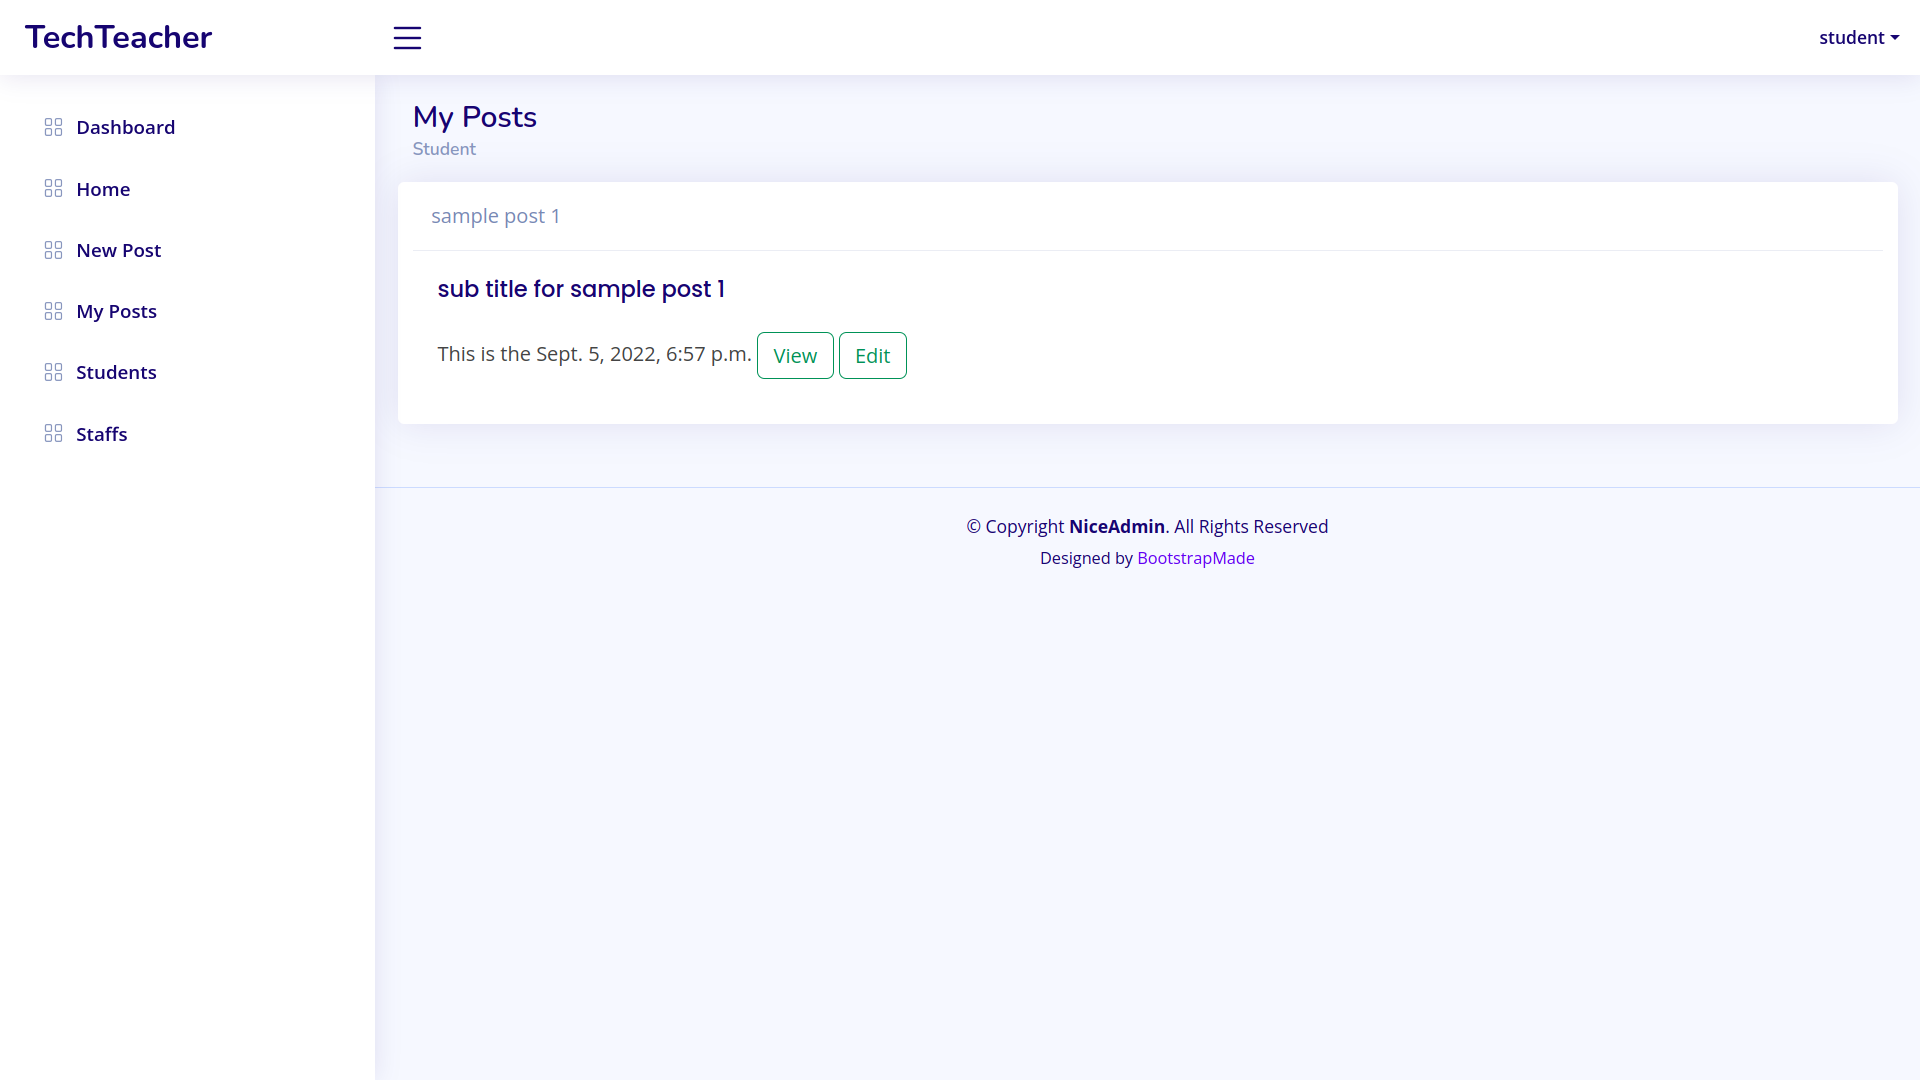 TechTeacher
student
Dashboard
Home
New Post
My Posts
Students
Staffs
My Posts
Student
sample post 1
sub title for sample post 1
This is the Sept. 5, 2022, 6:57 p.m. View Edit
© Copyright NiceAdmin. All Rights Reserved
Designed by BootstrapMade